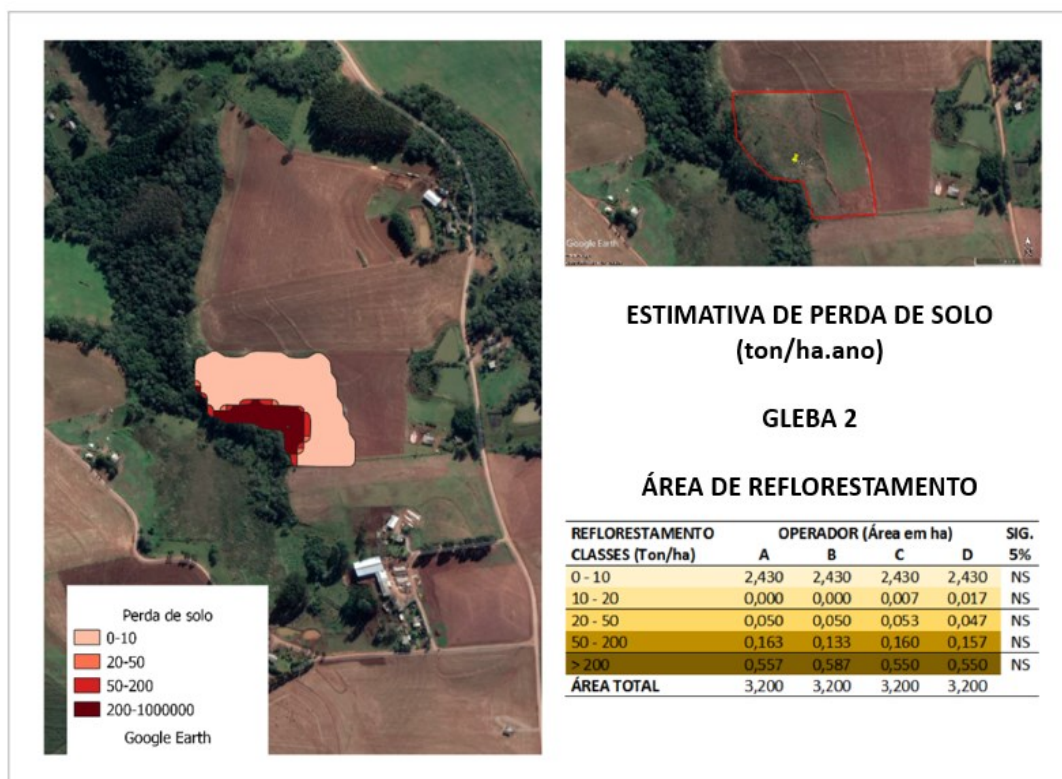 Perda de solo
0-10
20-50
50-200
200-1000000
Google Earth
Google Earth
ESTIMATIVA DE PERDA DE SOLO
(ton/ha.ano)
GLEBA 2
ÁREA DE REFLORESTAMENTO
REFLORESTAMENTO OPERADOR (Área em ha) SIG.
CLASSES (Ton/ha) A B C D 5%
0 - 10 2,430 2,430 2,430 2,430 NS
10 - 20 0,000 0,000 0,007 0,017 NS
20 - 50 0,050 0,050 0,053 0,047 NS
50 - 200 0,163 0,133 0,160 0,157 NS
> 200 0,557 0,587 0,550 0,550 NS
ÁREA TOTAL 3,200 3,200 3,200 3,200